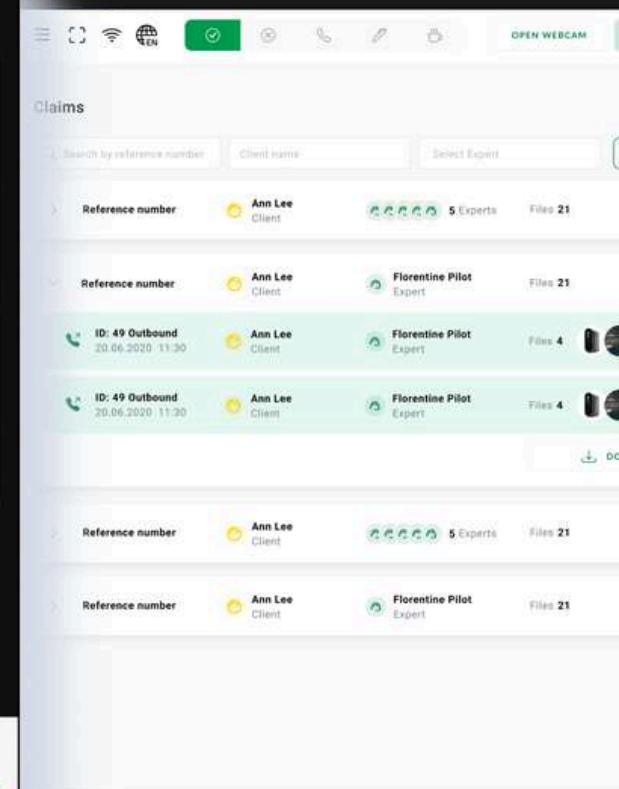 EN
OPEN WEBCAM
Claims
Search by reference number
Client name
Select Expert
Reference number
Ann Lee
Client
5 Experts
Files 21
Reference number
Ann Lee
Client
Florentine Pilot
Expert
Files 21
ID: 49 Outbound
20.06.2020 11:30
Ann Lee
Client
Florentine Pilot
Expert
Files 4
ID: 49 Outbound
20.06.2020 11:30
Ann Lee
Client
Florentine Pilot
Expert
Files 4
DO
Reference number
Ann Lee
Client
5 Experts
Files 21
Reference number
Ann Lee
Client
Florentine Pilot
Expert
Files 21